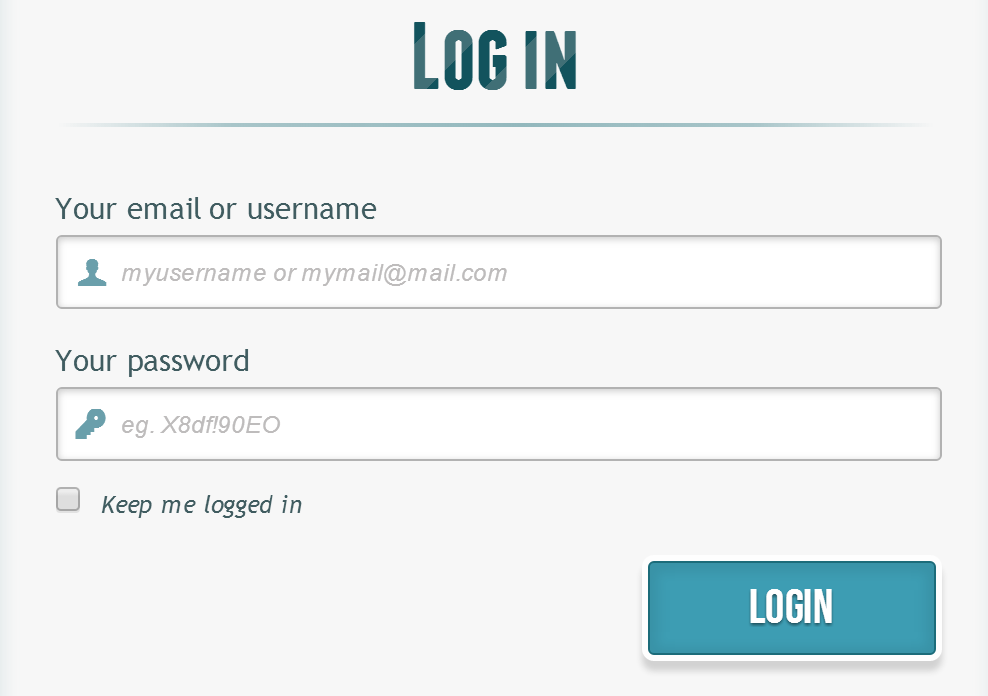 LOG IN
Your email or username
myusername or mymail@mail.com
Your password
eg. X8df!90EO
Keep me logged in
LOGIN